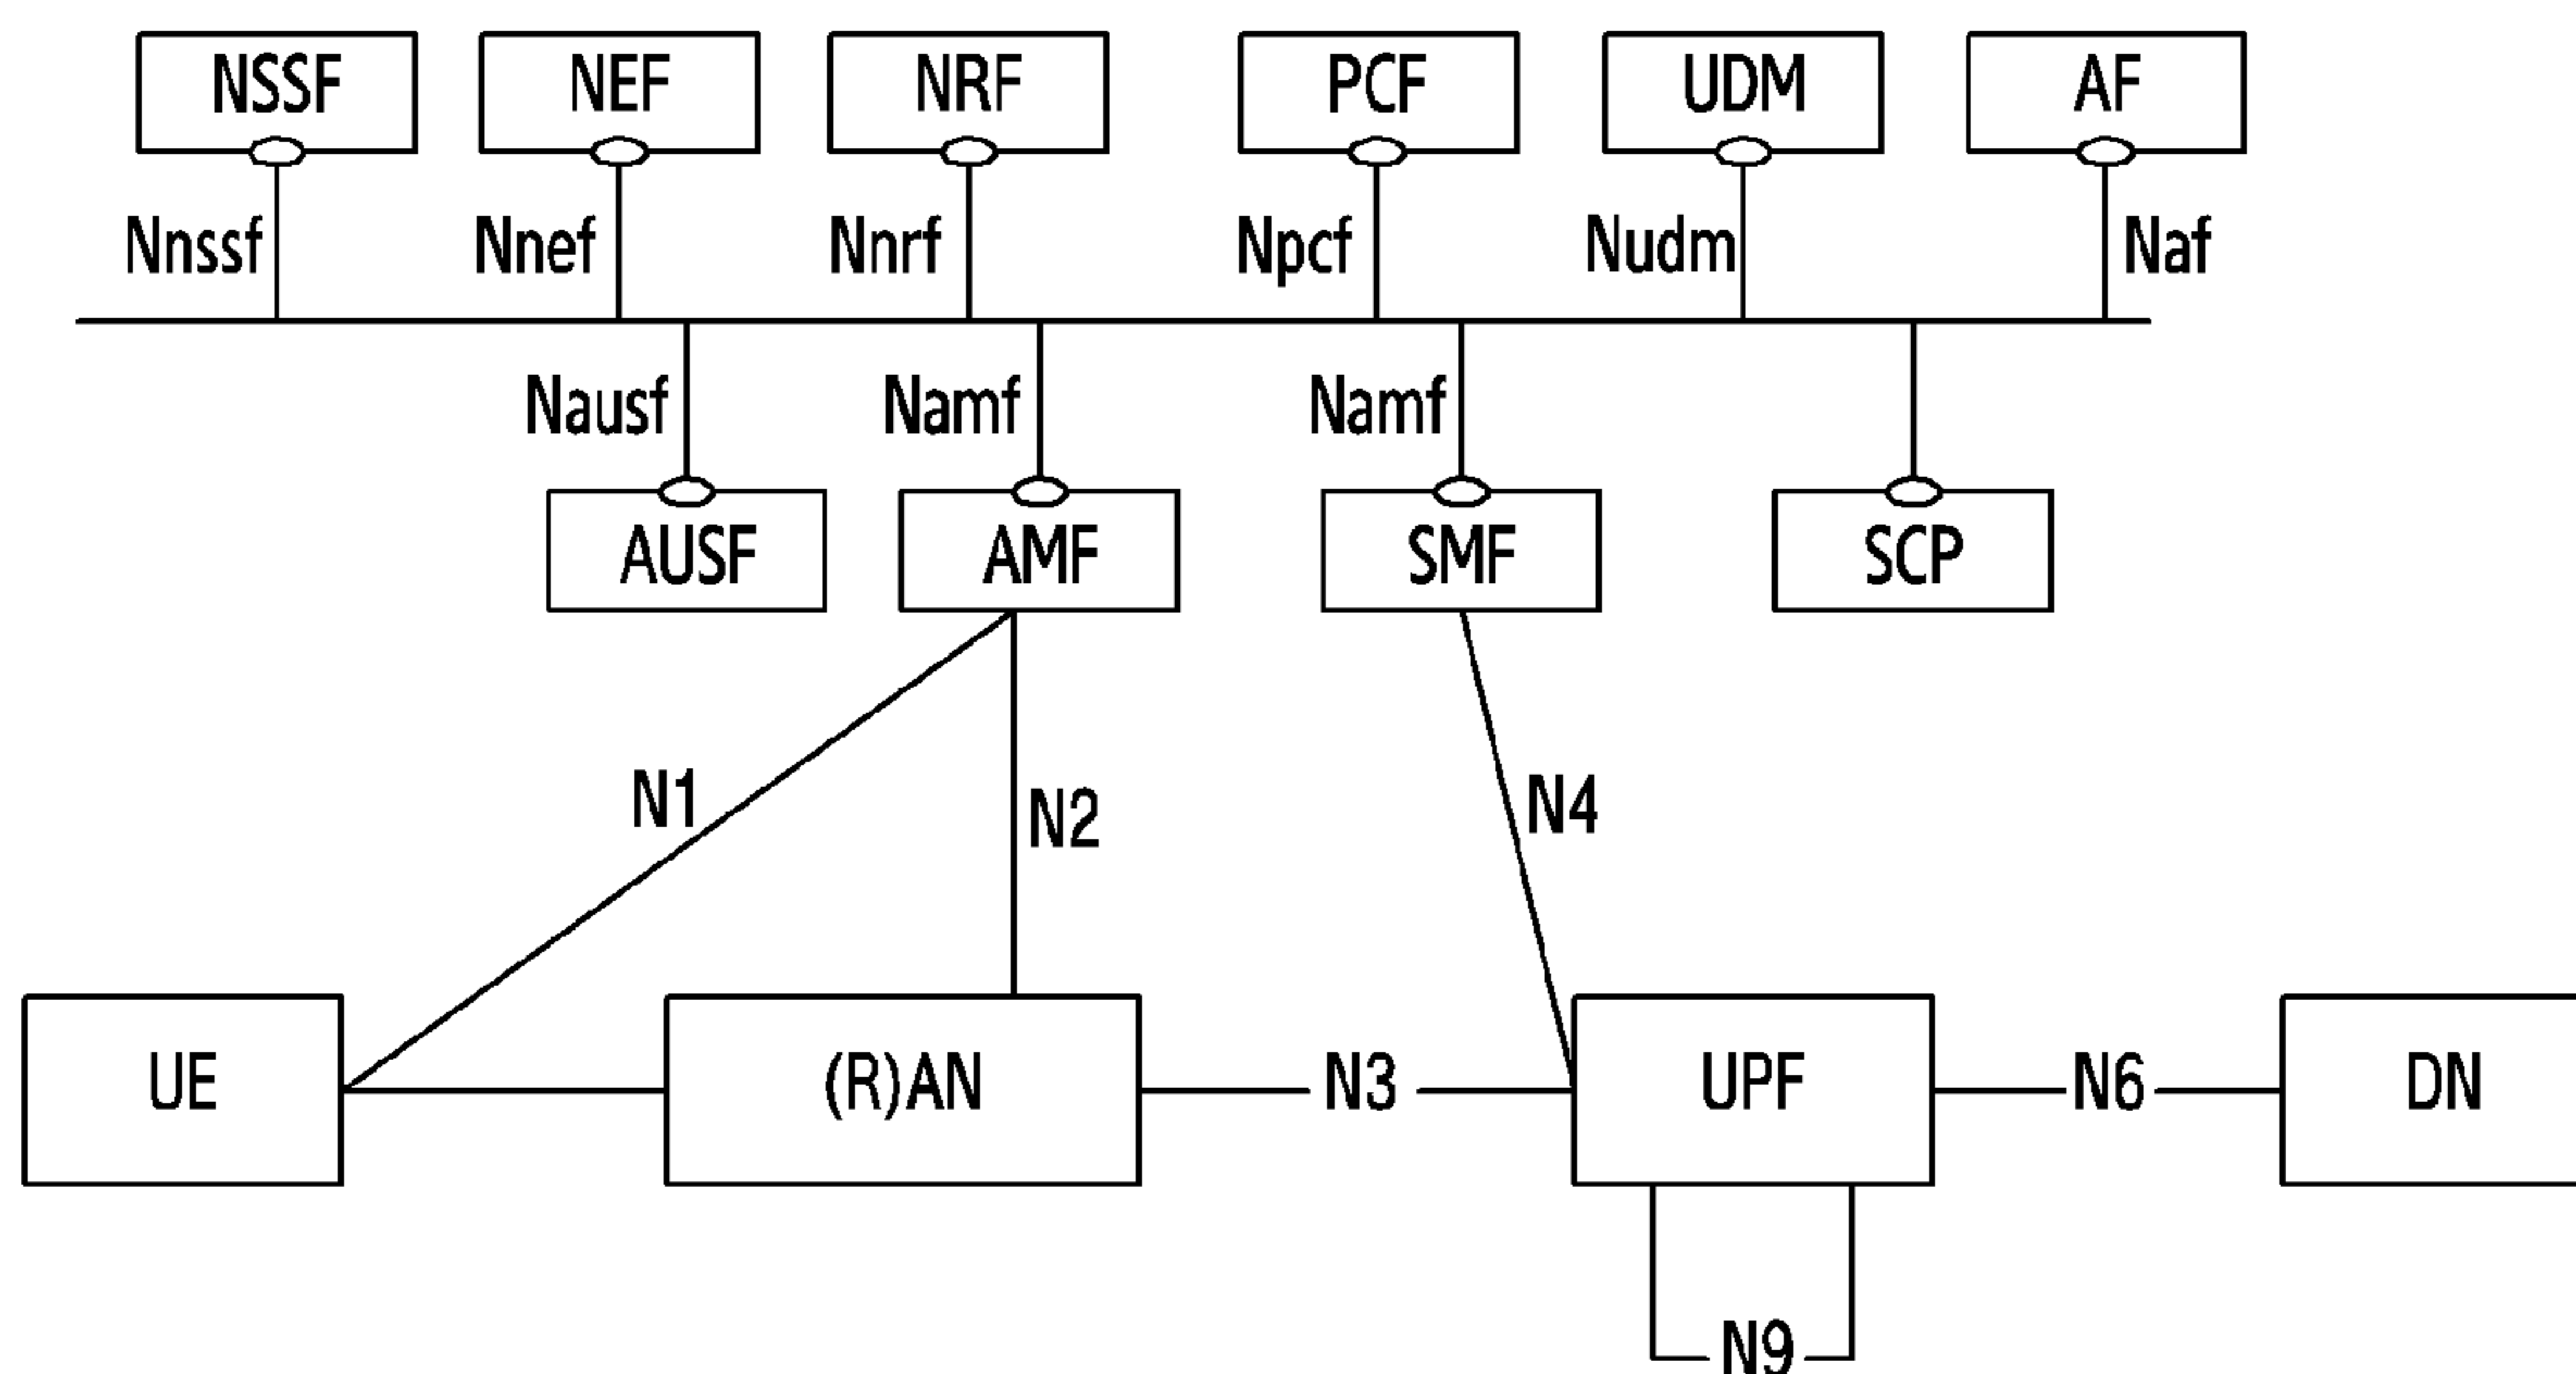 NSSF NEF NRF PCF UDM AF
Nnssf Nnef Nnrf Npcf Nudm Naf
Nausf Namf Namf
AUSF AMF SMF SCP
N1 N2 N4
UE (R)AN N3 UPF N6 DN
N9